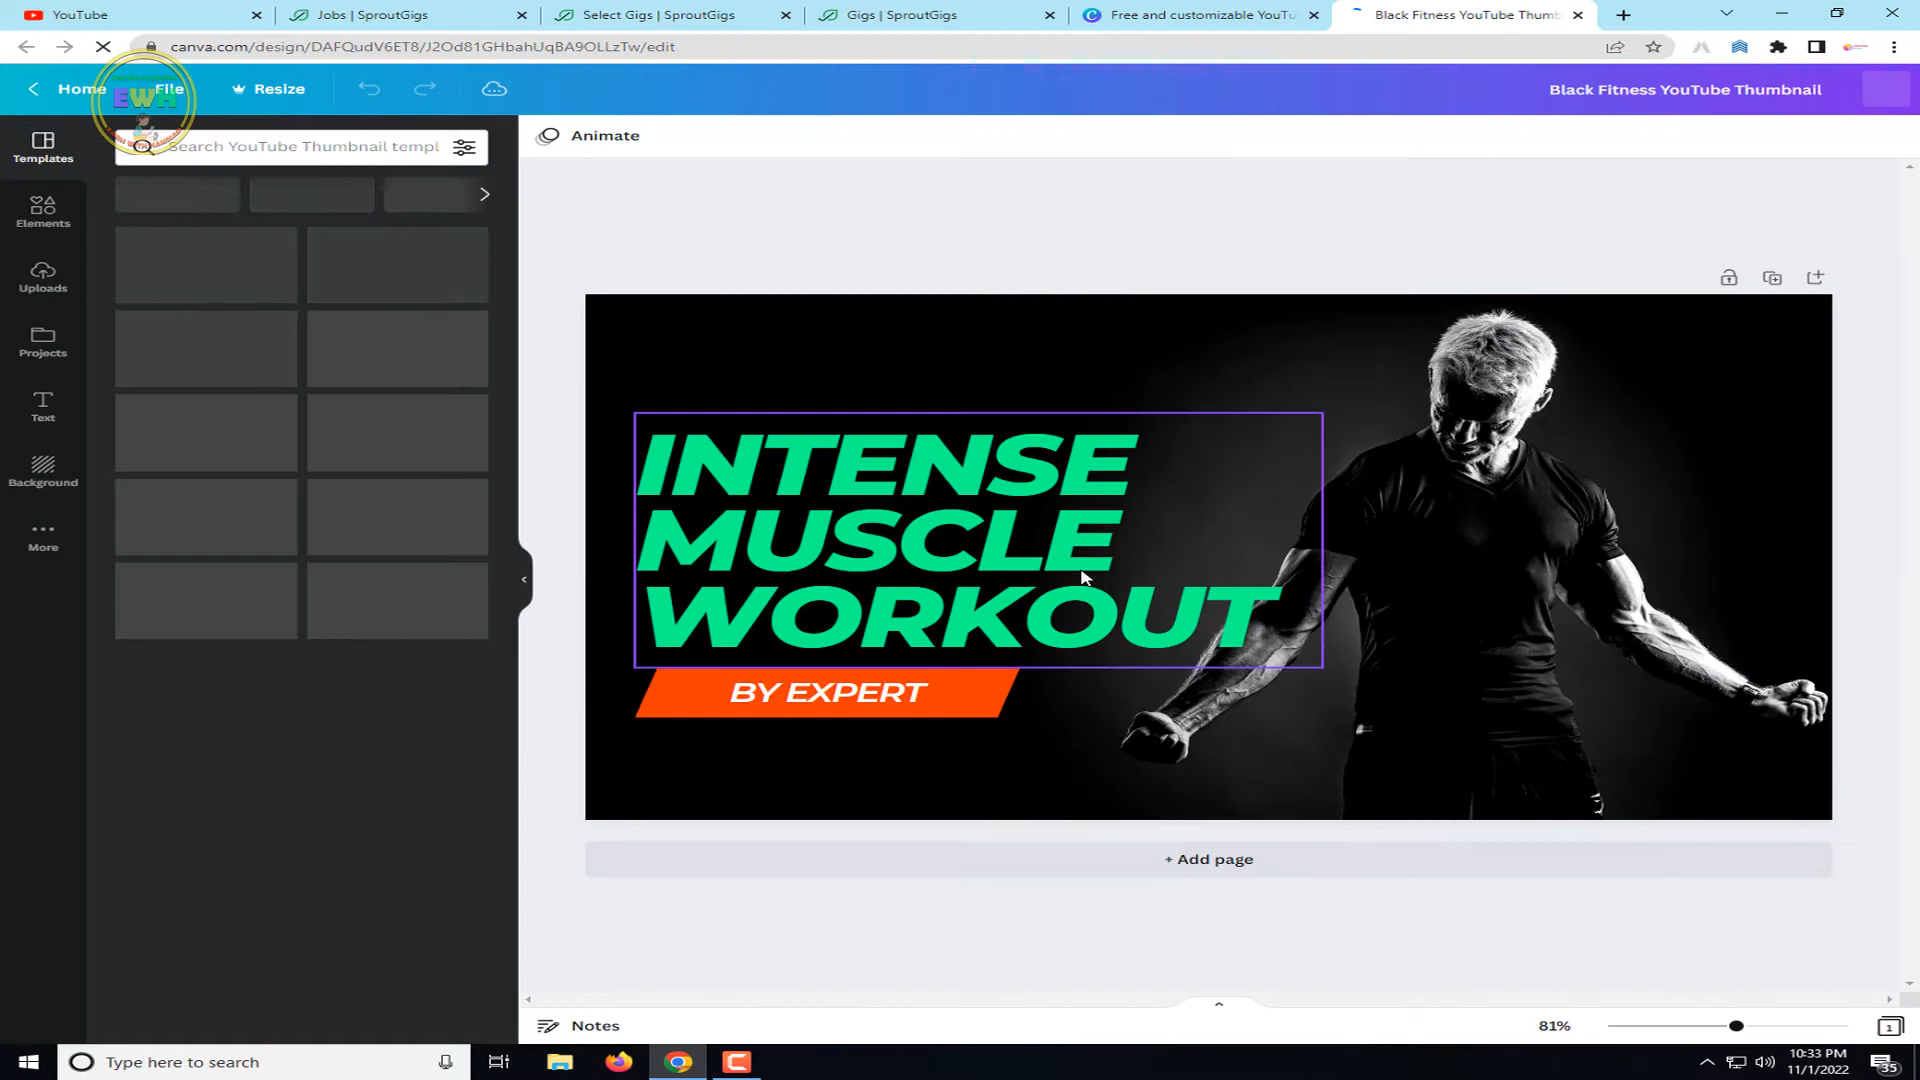 YouTube
Jobs | SproutGigs
Select Gigs | SproutGigs
Gigs | SproutGigs
Free and customizable YouTu
Black Fitness YouTube Thumb
canva.com/design/DAFQudV6ET8/J2Od81GHbahUqBA9OLLzTw/edit
Home
File
Resize
Black Fitness YouTube Thumbnail
EWH
Templates
Search YouTube Thumbnail templ
Animate
Elements
Uploads
Projects
Text
Background
More
INTENSE
MUSCLE
WORKOUT
BY EXPERT
+ Add page
Notes
81%
1
Type here to search
10:33 PM
11/1/2022
35